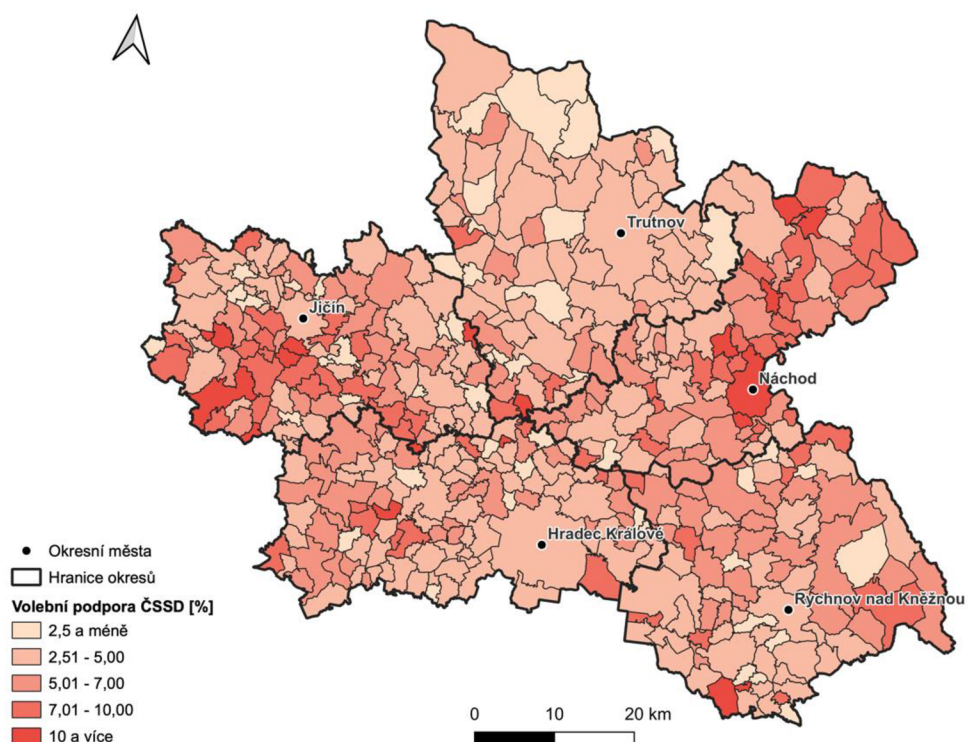 Trutnov
Jičín
Náchod
Hradec Králové
Rychnov nad Kněžnou
Okresní města
Hranice okresů
Volební podpora ČSSD [%]
2,5 a méně
2,51 - 5,00
5,01 - 7,00
7,01 - 10,00
10 a více
0 10 20 km